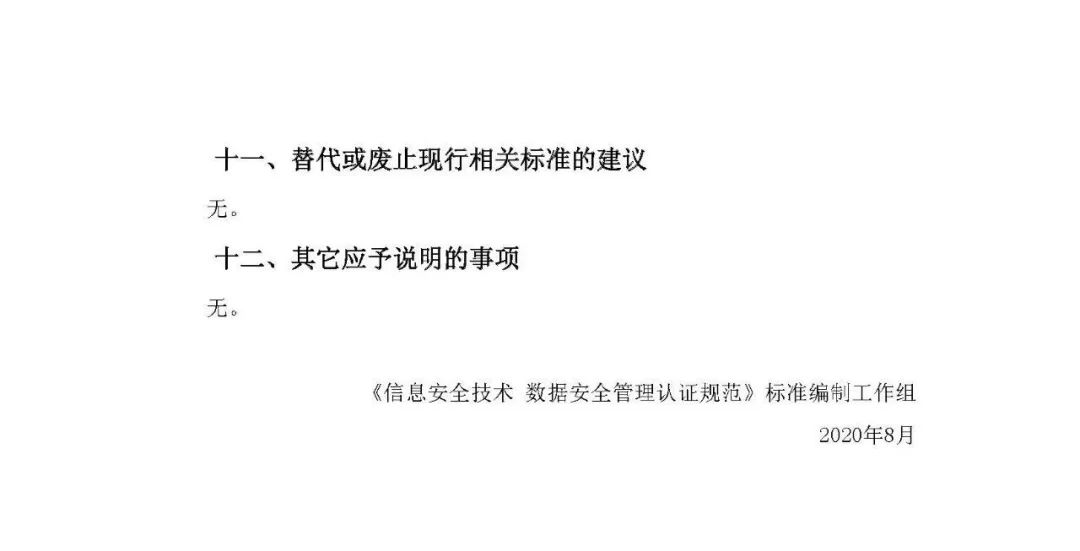 十一、替代或废止现行相关标准的建议
无。
十二、其它应予说明的事项
无。
《信息安全技术 数据安全管理认证规范》标准编制工作组
2020年8月